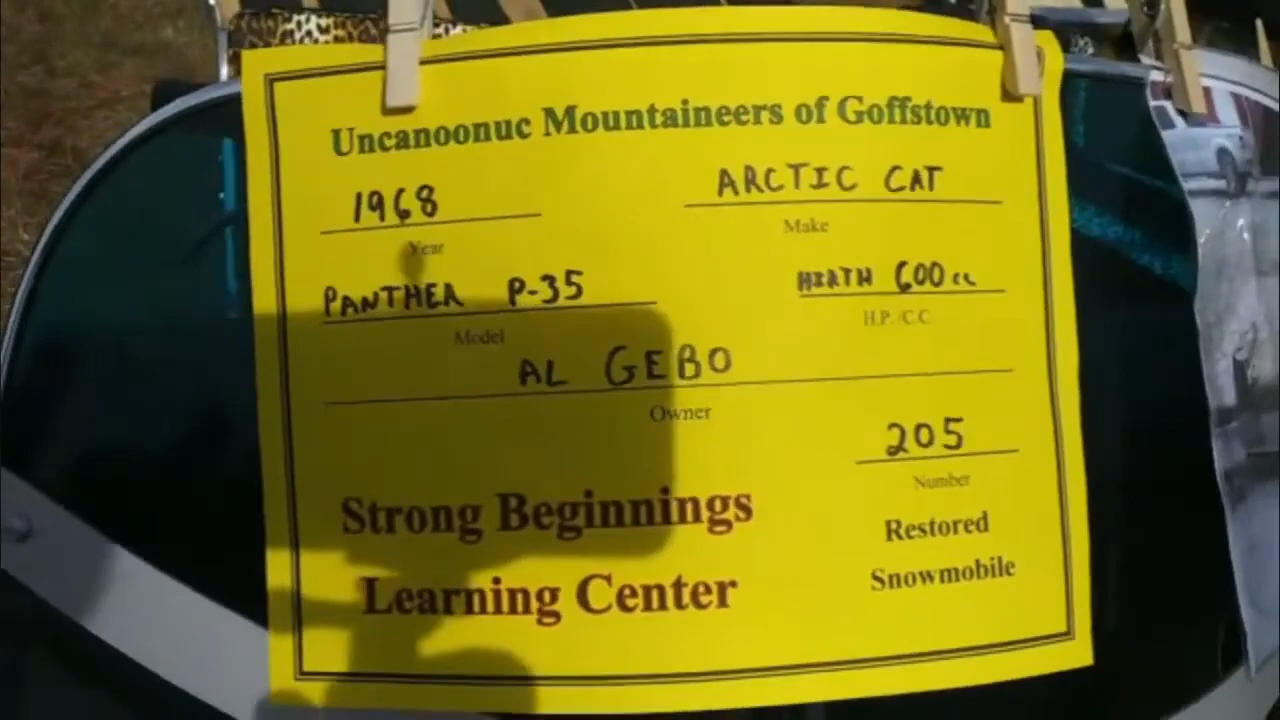 Uncanoonuc Mountaineers of Goffstown
1968 ARCTIC CAT
Year Make
PANTHER P-35 HIRTH 600cc
Model H.P./C.C.
AL GEBO
Owner
205
Number
Strong Beginnings
Learning Center
Restored
Snowmobile